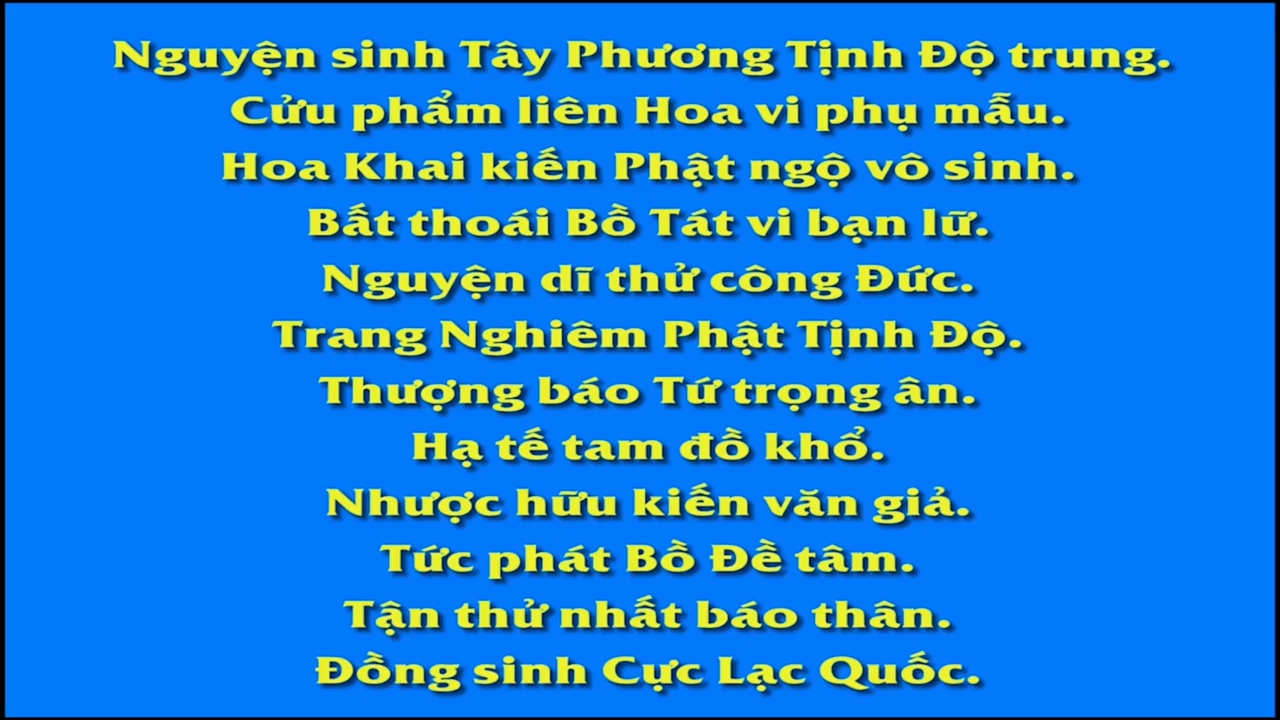 Nguyện sinh Tây Phương Tịnh Độ trung.
Cửu phẩm liên Hoa vi phụ mẫu.
Hoa Khai kiến Phật ngộ vô sinh.
Bất thoái Bồ Tát vi bạn lữ.
Nguyện dĩ thử công Đức.
Trang Nghiêm Phật Tịnh Độ.
Thượng báo Tứ trọng ân.
Hạ tế tam đồ khổ.
Nhược hữu kiến văn giả.
Tức phát Bồ Đề tâm.
Tận thử nhất báo thân.
Đồng sinh Cực Lạc Quốc.